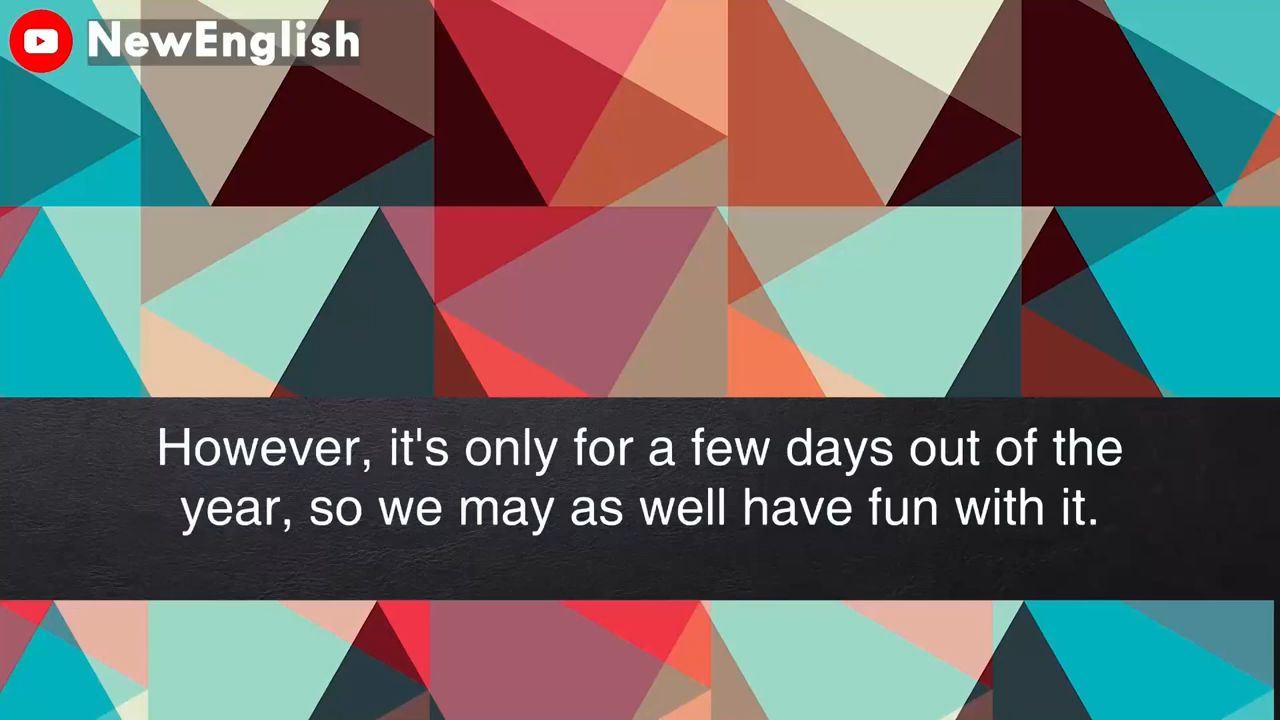 NewEnglish
However, it's only for a few days out of the
year, so we may as well have fun with it.